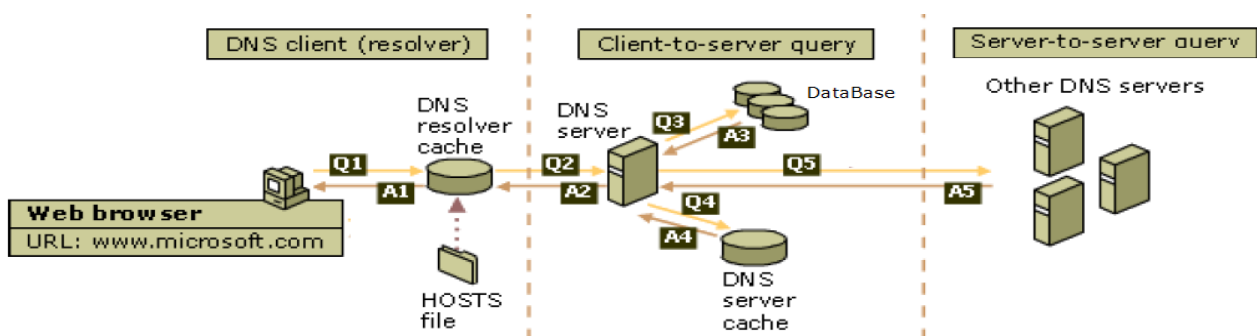 DNS client (resolver)
Client-to-server query
Server-to-server query
DNS
resolver
cache
DNS
server
DataBase
Other DNS servers
Q1
A1
Q2
A2
Q3
A3
Q4
A4
Q5
A5
Web browser
URL: www.microsoft.com
HOSTS
file
DNS
server
cache